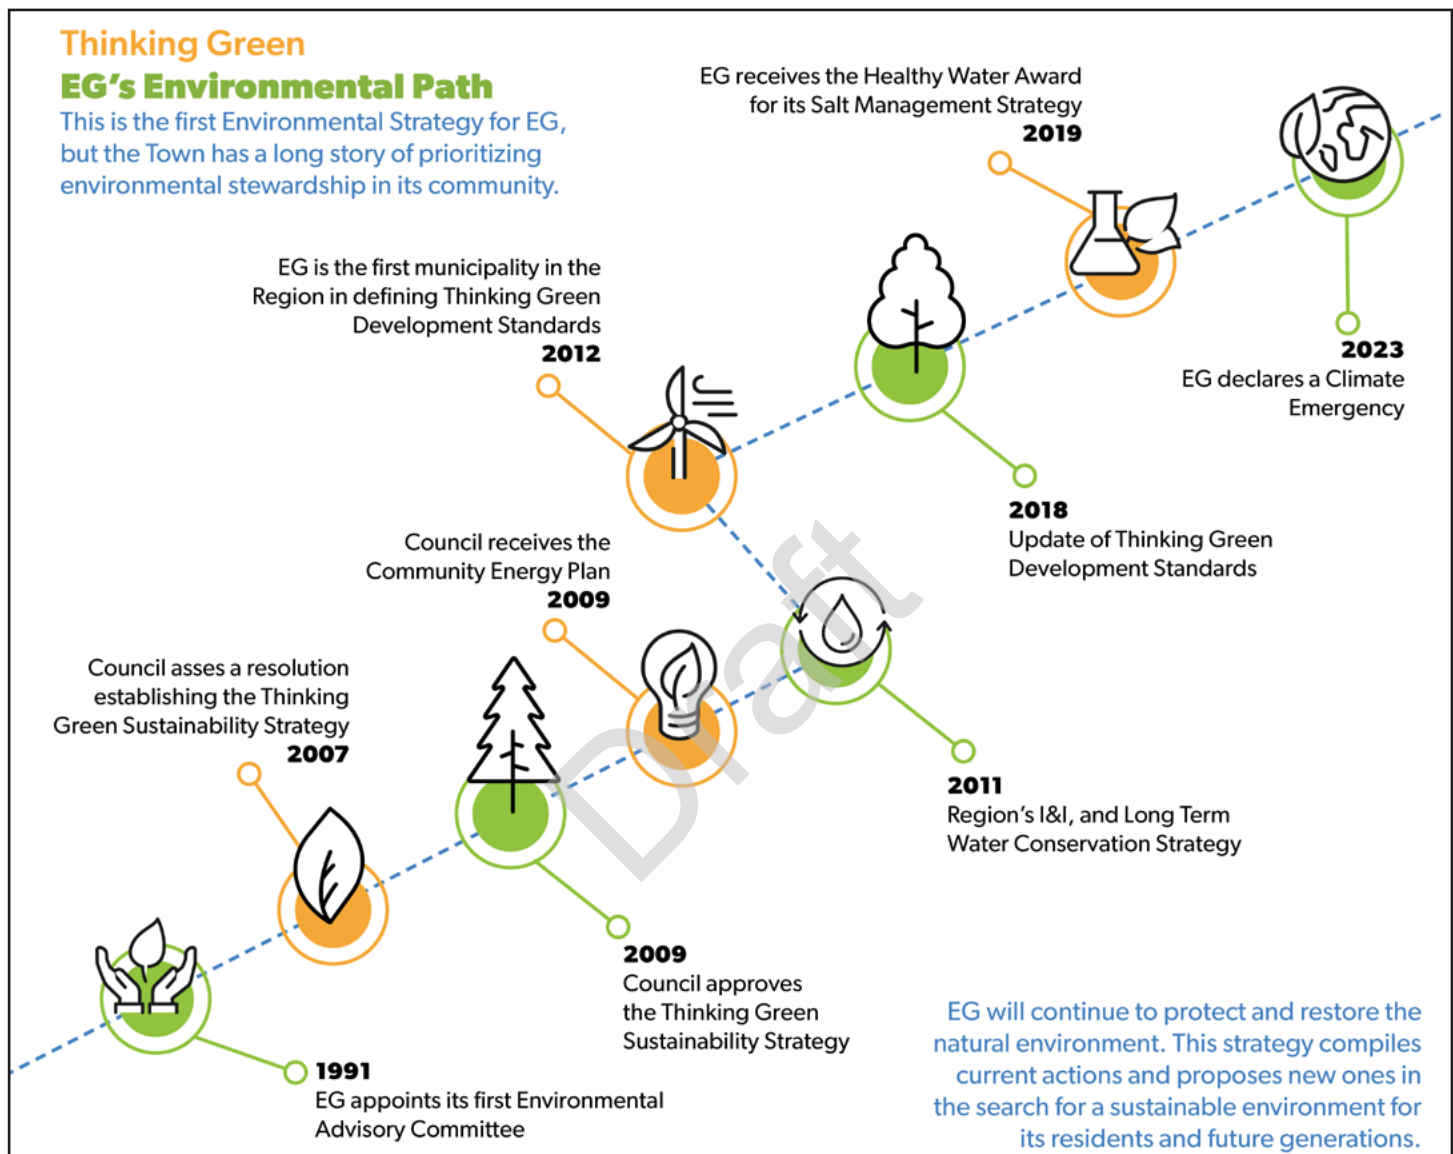 Thinking Green
EG's Environmental Path
This is the first Environmental Strategy for EG,
but the Town has a long story of prioritizing
environmental stewardship in its community.
EG receives the Healthy Water Award
for its Salt Management Strategy
2019
2023
EG declares a Climate
Emergency
EG is the first municipality in the
Region in defining Thinking Green
Development Standards
2012
2018
Update of Thinking Green
Development Standards
Council receives the
Community Energy Plan
2009
Draft
Council asses a resolution
establishing the Thinking
Green Sustainability Strategy
2007
2011
Region's I&I, and Long Term
Water Conservation Strategy
2009
Council approves
the Thinking Green
Sustainability Strategy
1991
EG appoints its first Environmental
Advisory Committee
EG will continue to protect and restore the
natural environment. This strategy compiles
current actions and proposes new ones in
the search for a sustainable environment for
its residents and future generations.